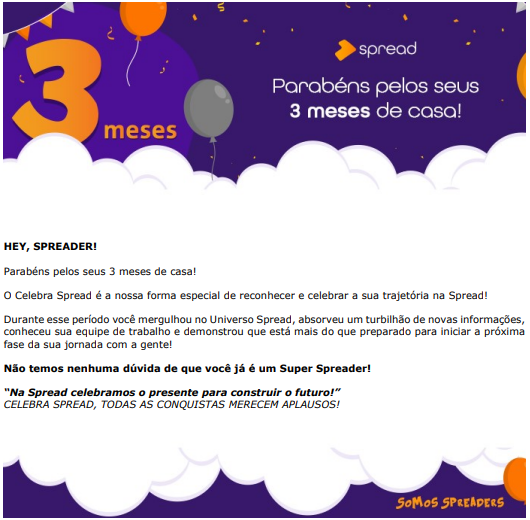 3
meses
spread
Parabéns pelos seus
3 meses de casa!
HEY, SPREADER!
Parabéns pelos seus 3 meses de casa!
O Celebra Spread é a nossa forma especial de reconhecer e celebrar a sua trajetória na Spread!
Durante esse período você mergulhou no Universo Spread, absorveu um turbilhão de novas informações,
conheceu sua equipe de trabalho e demonstrou que está mais do que preparado para iniciar a próxima
fase da sua jornada com a gente!
Não temos nenhuma dúvida de que você já é um Super Spreader!
“Na Spread celebramos o presente para construir o futuro!”
CELEBRA SPREAD, TODAS AS CONQUISTAS MERECEM APLAUSOS!
SOMOS SPREADERS